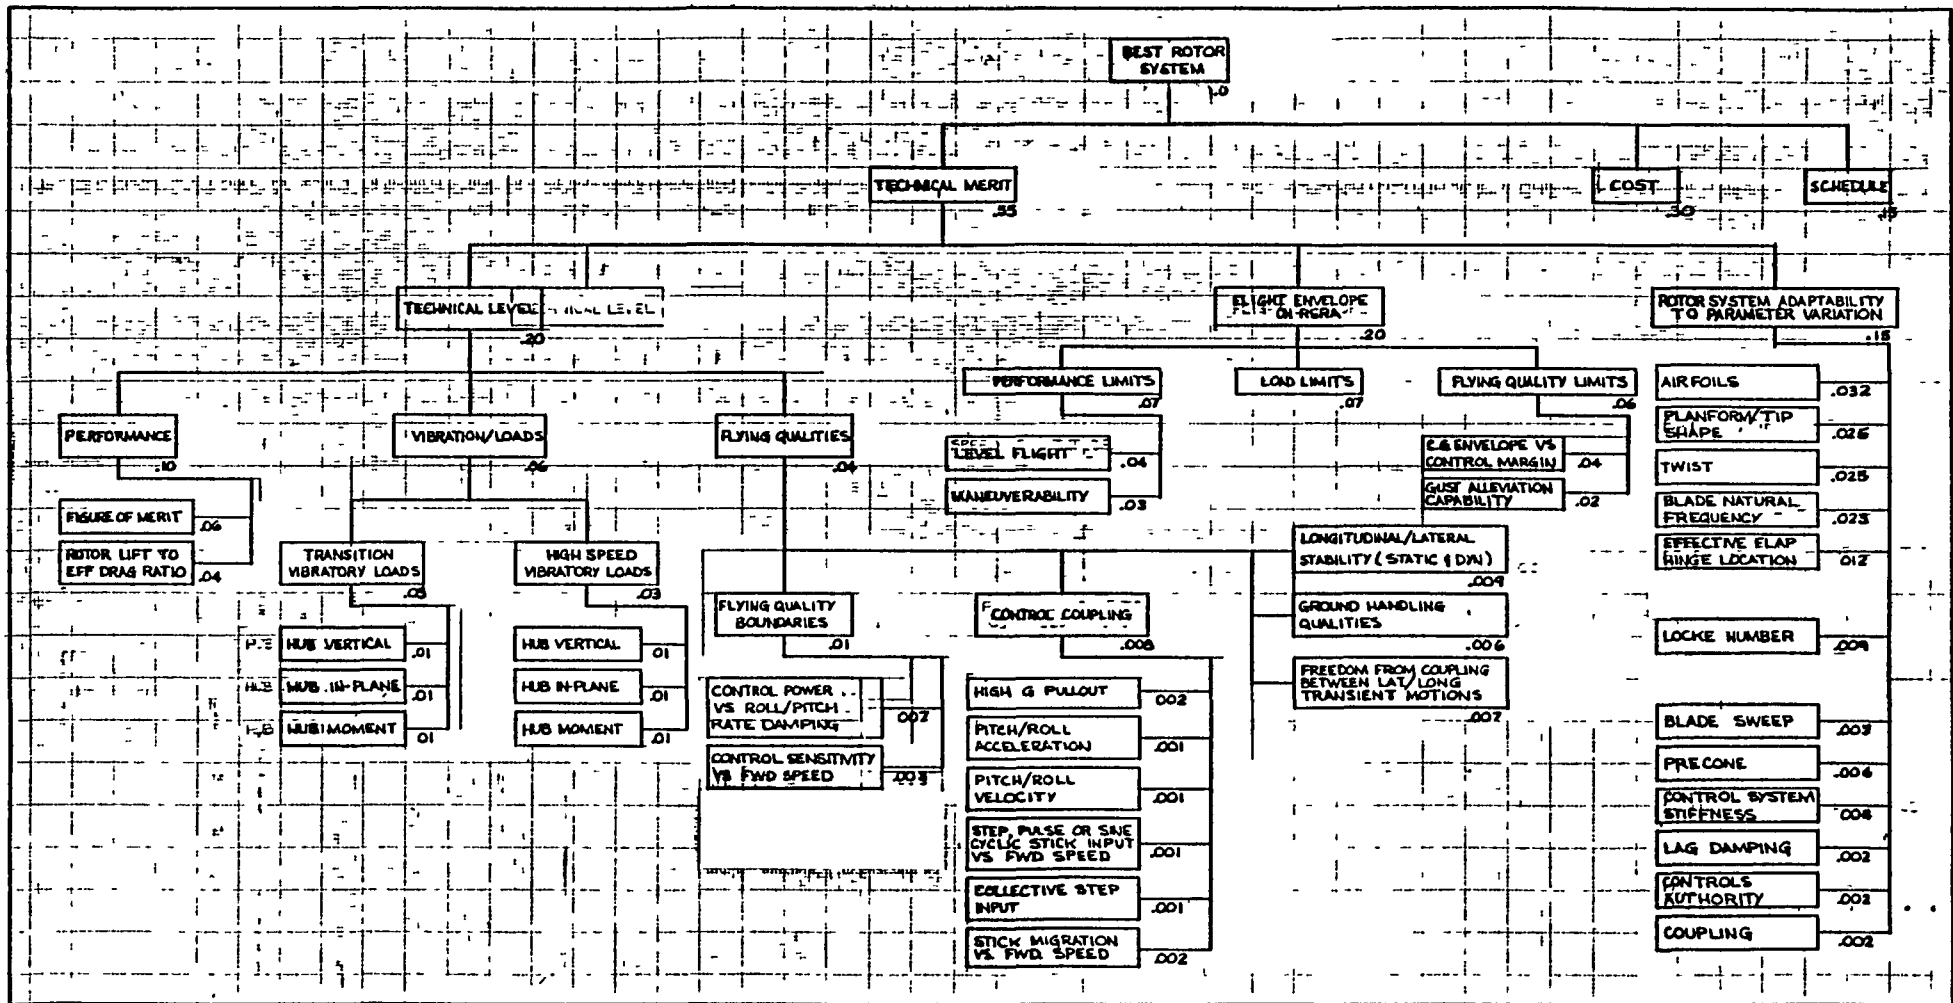 BEST ROTOR
SYSTEM
1.0
TECHNICAL MERIT
.55
COST
.30
SCHEDULE
.15
TECHNICAL LEVEL
.20
FLIGHT ENVELOPE
ON RSRA
.20
ROTOR SYSTEM ADAPTABILITY
TO PARAMETER VARIATION
.15
PERFORMANCE
.10
VIBRATION/LOADS
.06
FLYING QUALITIES
.04
PERFORMANCE LIMITS
.07
LOAD LIMITS
.07
FLYING QUALITY LIMITS
.06
FIGURE OF MERIT
.06
ROTOR LIFT TO
EFF DRAG RATIO
.04
TRANSITION
VIBRATORY LOADS
HUB VERTICAL
.01
HUB IN-PLANE
.01
HUB MOMENT
.01
HIGH SPEED
VIBRATORY LOADS
.03
HUB VERTICAL
.01
HUB IN-PLANE
.01
HUB MOMENT
.01
FLYING QUALITY
BOUNDARIES
.01
CONTROL POWER
VS ROLL/PITCH
RATE DAMPING
.007
CONTROL SENSITIVITY
VS FWD SPEED
.003
CONTROL COUPLING
.008
HIGH G PULLOUT
.002
PITCH/ROLL
ACCELERATION
.001
PITCH/ROLL
VELOCITY
.001
STEP, PULSE OR SINE
CYCLIC STICK INPUT
VS FWD SPEED
.001
COLLECTIVE STEP
INPUT
.001
STICK MIGRATION
VS. FWD. SPEED
.002
LONGITUDINAL/LATERAL
STABILITY (STATIC & DYN)
.009
GROUND HANDLING
QUALITIES
.006
FREEDOM FROM COUPLING
BETWEEN LAT/LONG
TRANSIENT MOTIONS
.007
LEVEL FLIGHT
.04
MANEUVERABILITY
.03
C.G. ENVELOPE VS
CONTROL MARGIN
.04
GUST ALLEVIATION
CAPABILITY
.02
AIRFOILS
.032
PLANFORM/TIP
SHAPE
.026
TWIST
.025
BLADE NATURAL
FREQUENCY
.023
EFFECTIVE FLAP
HINGE LOCATION
.012
LOCKE NUMBER
.009
BLADE SWEEP
PRECONE
.006
CONTROL SYSTEM
STIFFNESS
.004
LAG DAMPING
.002
CONTROLS
AUTHORITY
.002
COUPLING
.002